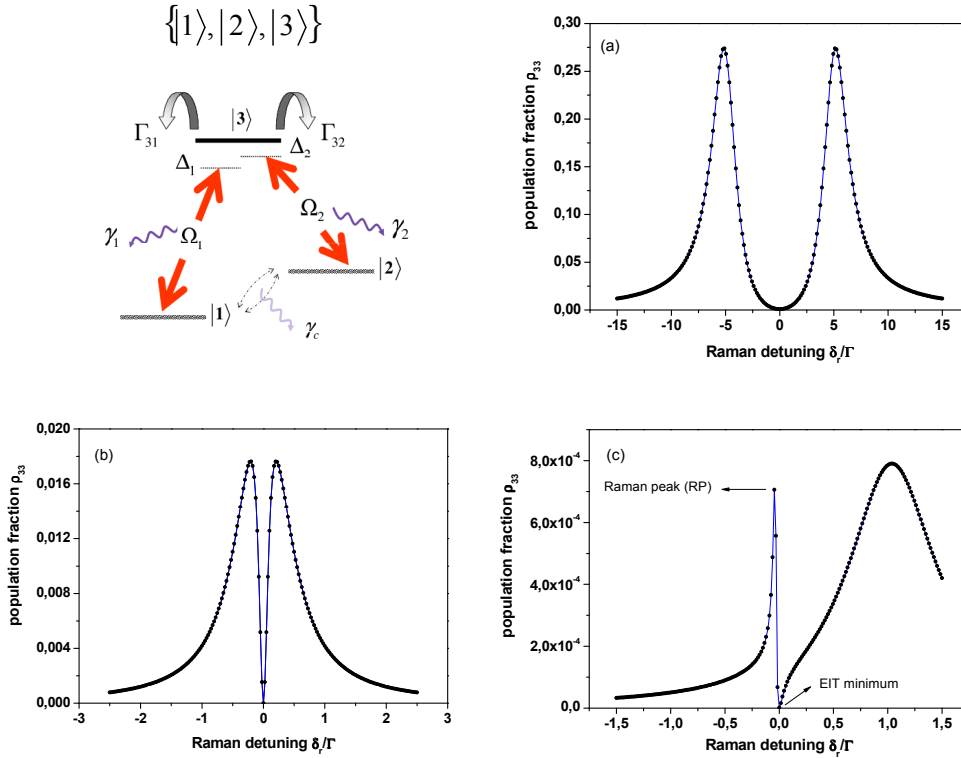 {|1⟩,|2⟩,|3⟩}
|3⟩
Γ₃₁
Γ₃₂
Δ₁
Δ₂
Ω₁
Ω₂
γ₁
γ₂
|2⟩
|1⟩
γ_c
(a)
population fraction ρ₃₃
0,30
0,25
0,20
0,15
0,10
0,05
0,00
-15 -10 -5 0 5 10 15
Raman detuning δᵣ/Γ
(b)
population fraction ρ₃₃
0,020
0,016
0,012
0,008
0,004
0,000
-3 -2 -1 0 1 2 3
Raman detuning δᵣ/Γ
(c)
population fraction ρ₃₃
8,0x10⁻⁴
6,0x10⁻⁴
4,0x10⁻⁴
2,0x10⁻⁴
0,0
Raman peak (RP)
EIT minimum
-1,5 -1,0 -0,5 0,0 0,5 1,0 1,5
Raman detuning δᵣ/Γ